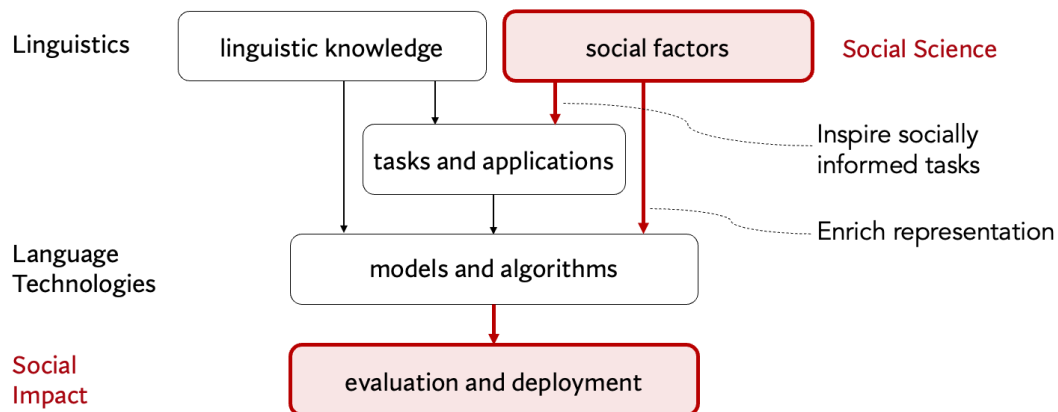 Linguistics
linguistic knowledge
social factors
Social Science
Inspire socially
informed tasks
tasks and applications
Enrich representation
Language
Technologies
models and algorithms
Social
Impact
evaluation and deployment